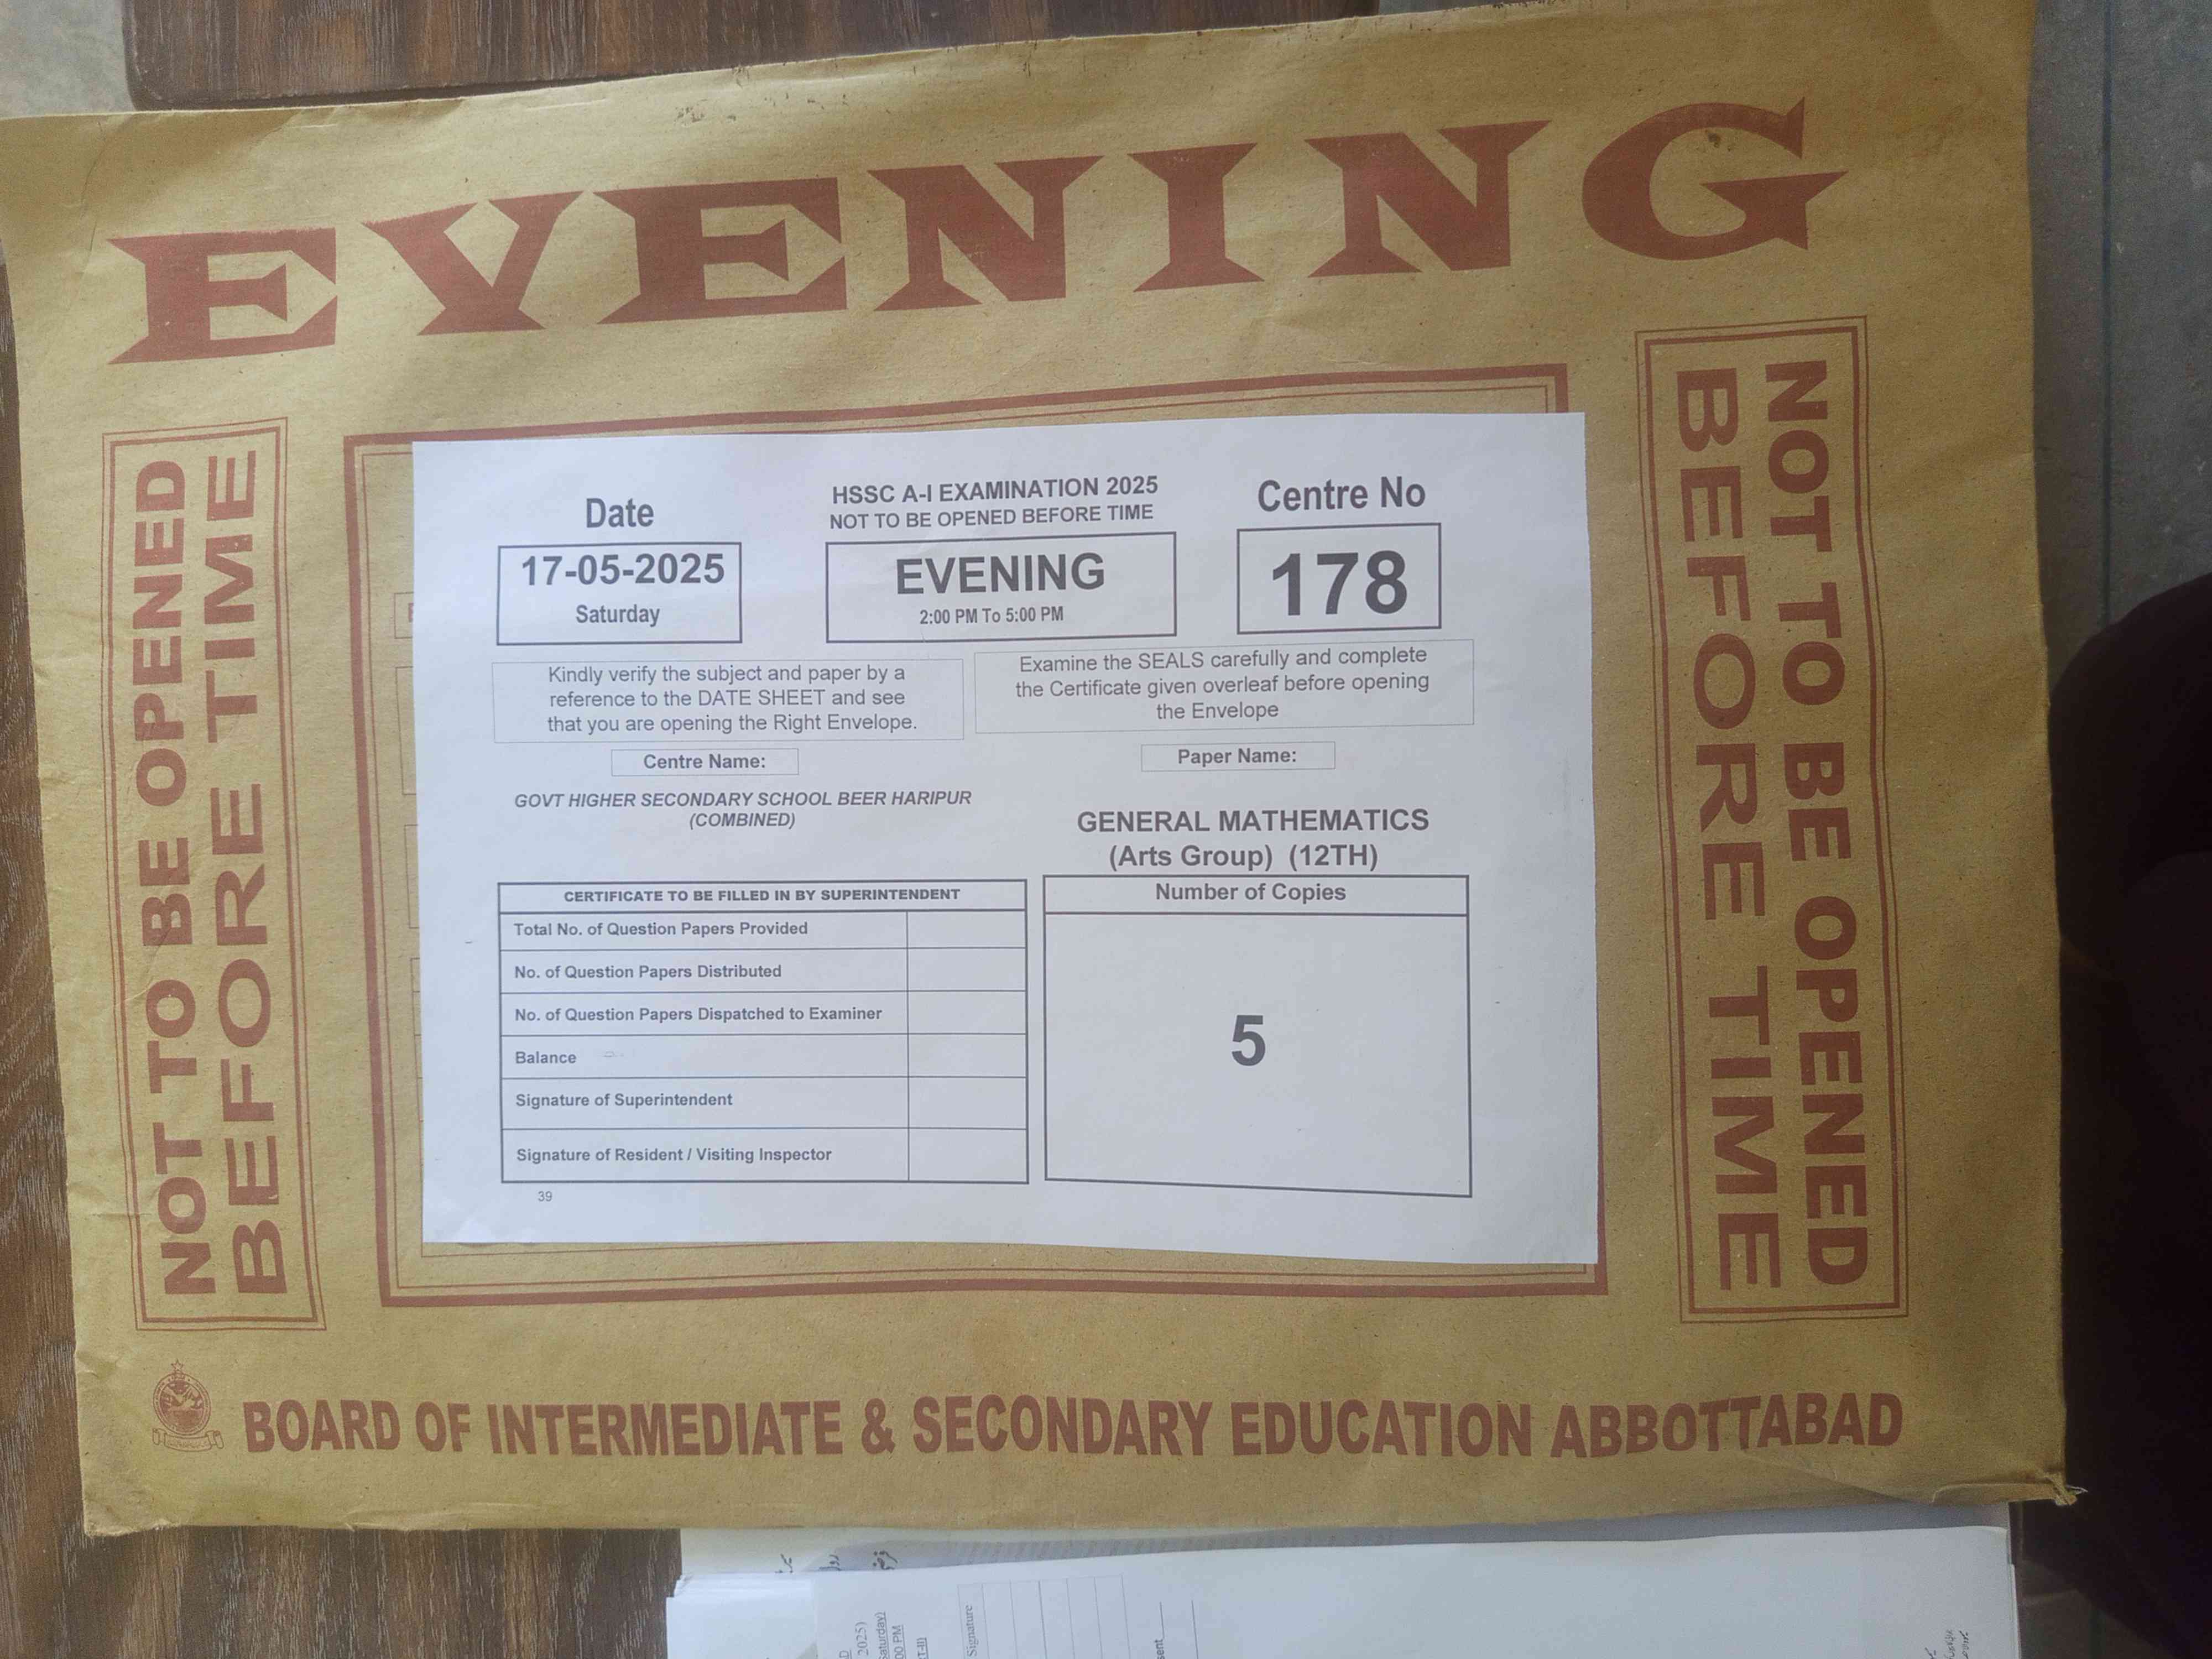 EVENING
NOT TO BE OPENED
BEFORE TIME
NOT TO BE OPENED
BEFORE TIME
Date
17-05-2025
Saturday
HSSC A-I EXAMINATION 2025
NOT TO BE OPENED BEFORE TIME
EVENING
2:00 PM To 5:00 PM
Centre No
178
Kindly verify the subject and paper by a
reference to the DATE SHEET and see
that you are opening the Right Envelope.
Examine the SEALS carefully and complete
the Certificate given overleaf before opening
the Envelope
Centre Name:
GOVT HIGHER SECONDARY SCHOOL BEER HARIPUR
(COMBINED)
Paper Name:
GENERAL MATHEMATICS
(Arts Group) (12TH)
CERTIFICATE TO BE FILLED IN BY SUPERINTENDENT
Total No. of Question Papers Provided
No. of Question Papers Distributed
No. of Question Papers Dispatched to Examiner
Balance
Signature of Superintendent
Signature of Resident / Visiting Inspector
39
Number of Copies
5
BOARD OF INTERMEDIATE & SECONDARY EDUCATION ABBOTTABAD
2025)
Saturday)
00 PM
Signature